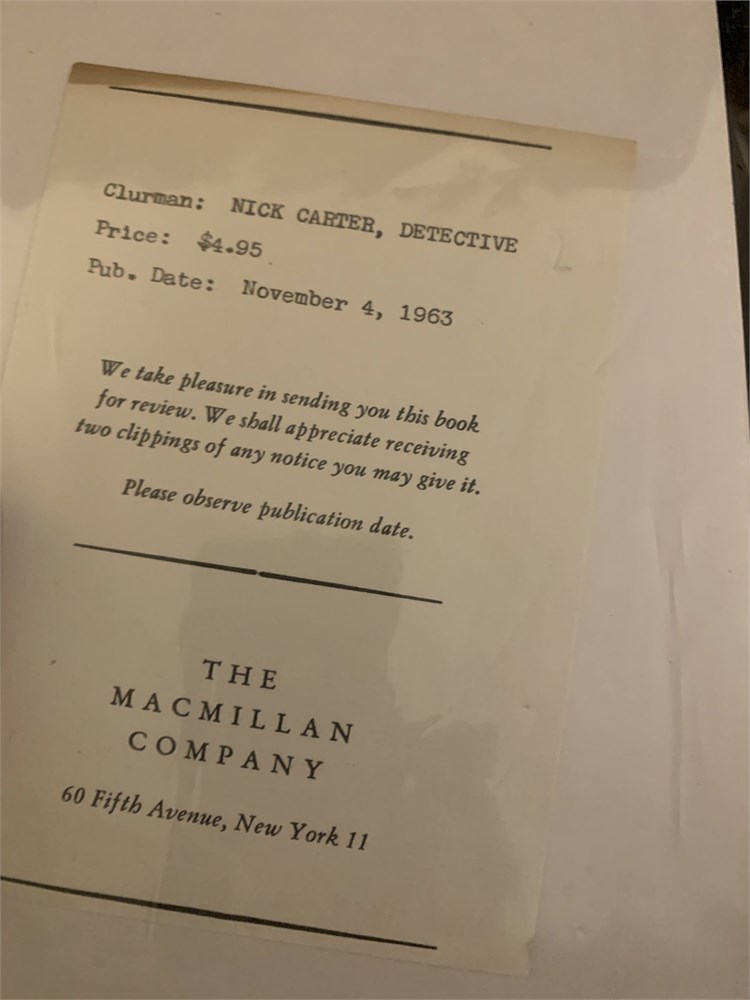 Clurman: NICK CARTER, DETECTIVE
Price: $4.95
Pub. Date: November 4, 1963
We take pleasure in sending you this book
for review. We shall appreciate receiving
two clippings of any notice you may give it.
Please observe publication date.
THE
MACMILLAN
COMPANY
60 Fifth Avenue, New York 11